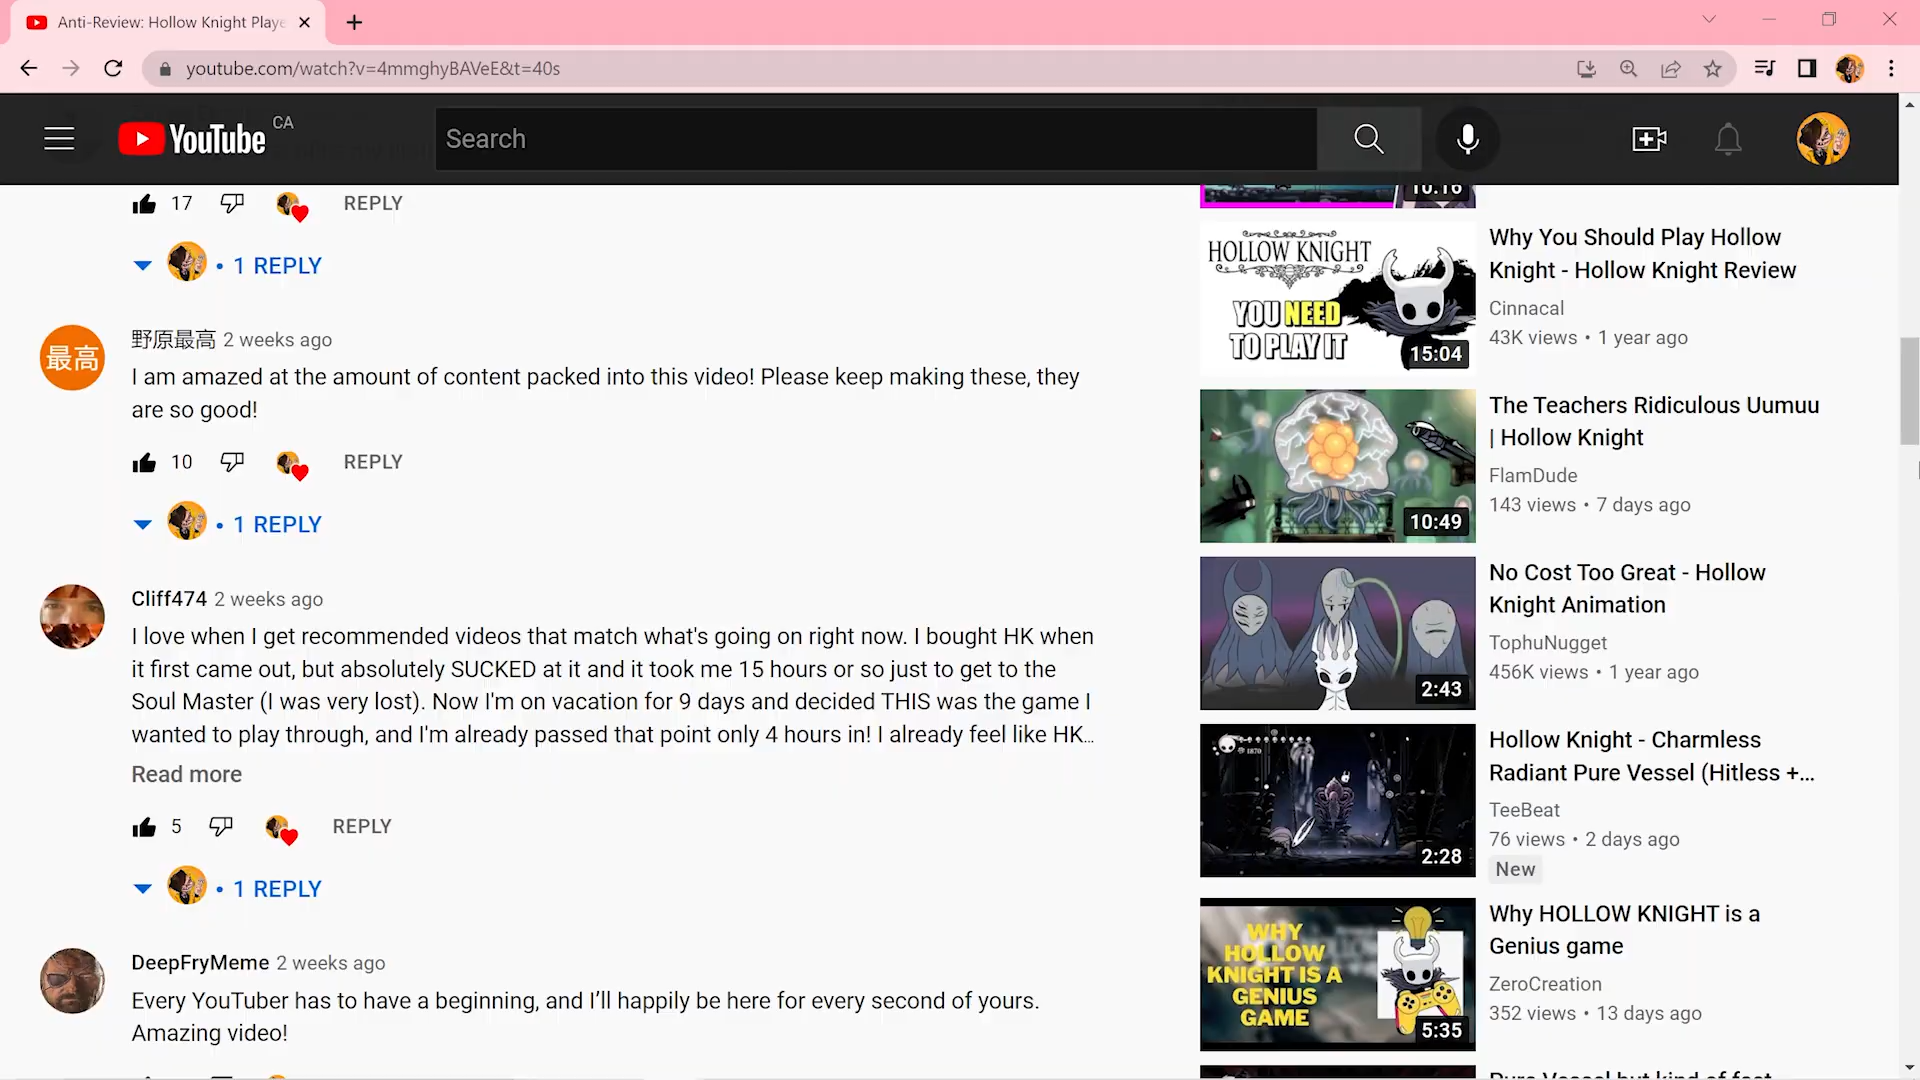 Anti-Review: Hollow Knight Playe
youtube.com/watch?v=4mmghyBAVeE&t=40s
YouTube CA
Search
17
REPLY
• 1 REPLY
野原最高 2 weeks ago
最高
I am amazed at the amount of content packed into this video! Please keep making these, they
are so good!
10
REPLY
• 1 REPLY
Cliff474 2 weeks ago
I love when I get recommended videos that match what's going on right now. I bought HK when
it first came out, but absolutely SUCKED at it and it took me 15 hours or so just to get to the
Soul Master (I was very lost). Now I'm on vacation for 9 days and decided THIS was the game I
wanted to play through, and I'm already passed that point only 4 hours in! I already feel like HK...
Read more
5
REPLY
• 1 REPLY
DeepFryMeme 2 weeks ago
Every YouTuber has to have a beginning, and I’ll happily be here for every second of yours.
Amazing video!
10:16
HOLLOW KNIGHT
YOU NEED
TO PLAY IT
15:04
Why You Should Play Hollow
Knight - Hollow Knight Review
Cinnacal
43K views • 1 year ago
10:49
The Teachers Ridiculous Uumuu
| Hollow Knight
FlamDude
143 views • 7 days ago
2:43
No Cost Too Great - Hollow
Knight Animation
TophuNugget
456K views • 1 year ago
1870
2:28
Hollow Knight - Charmless
Radiant Pure Vessel (Hitless +...
TeeBeat
76 views • 2 days ago
New
WHY
HOLLOW
KNIGHT IS A
GENIUS
GAME
5:35
Why HOLLOW KNIGHT is a
Genius game
ZeroCreation
352 views • 13 days ago
Pure Vessel but kind of fast